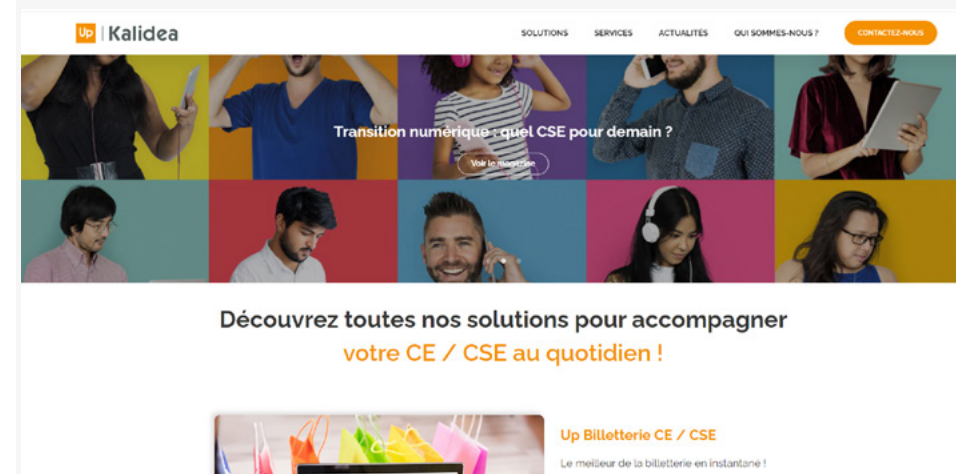 Up | Kalidea
SOLUTIONS SERVICES ACTUALITÉS QUI SOMMES-NOUS ? CONTACTEZ-NOUS
Transition numérique : quel CSE pour demain ?
Voir le magazine
Découvrez toutes nos solutions pour accompagner
votre CE / CSE au quotidien !
Up Billetterie CE / CSE
Le meilleur de la billetterie en instantané !